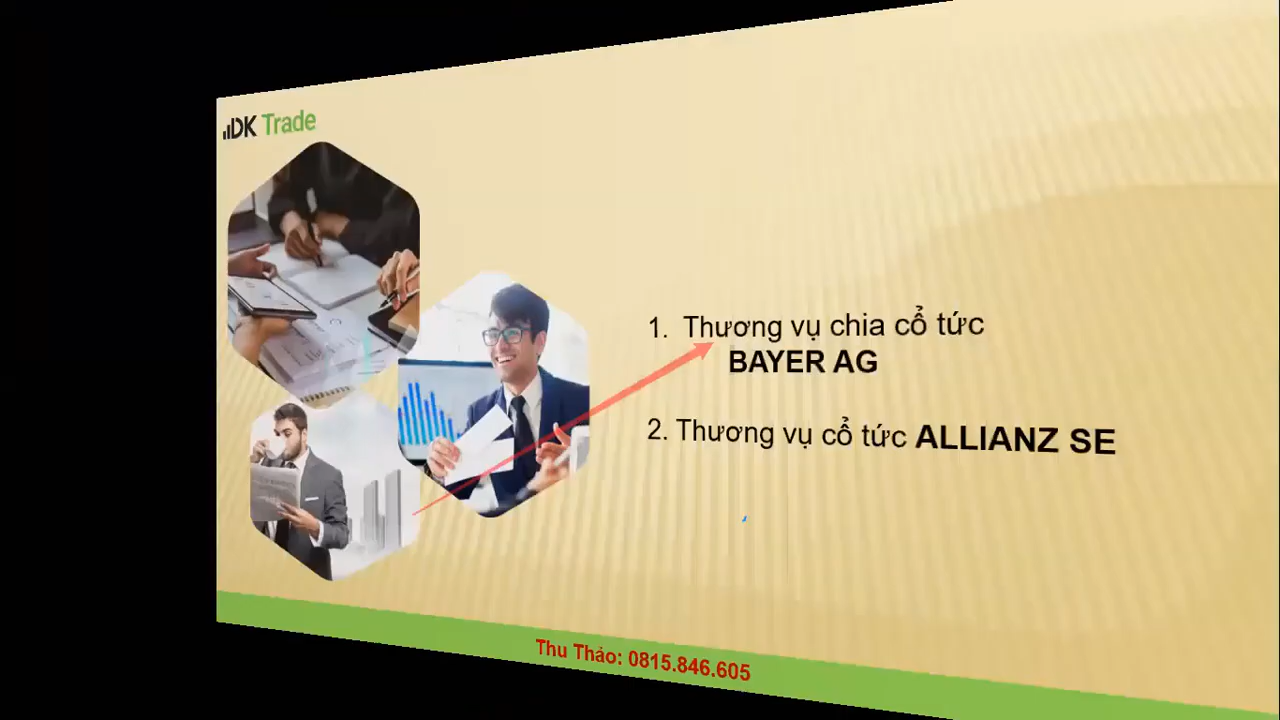 DK Trade
1. Thương vụ chia cổ tức
BAYER AG
2. Thương vụ cổ tức ALLIANZ SE
Thu Thảo: 0815.846.605